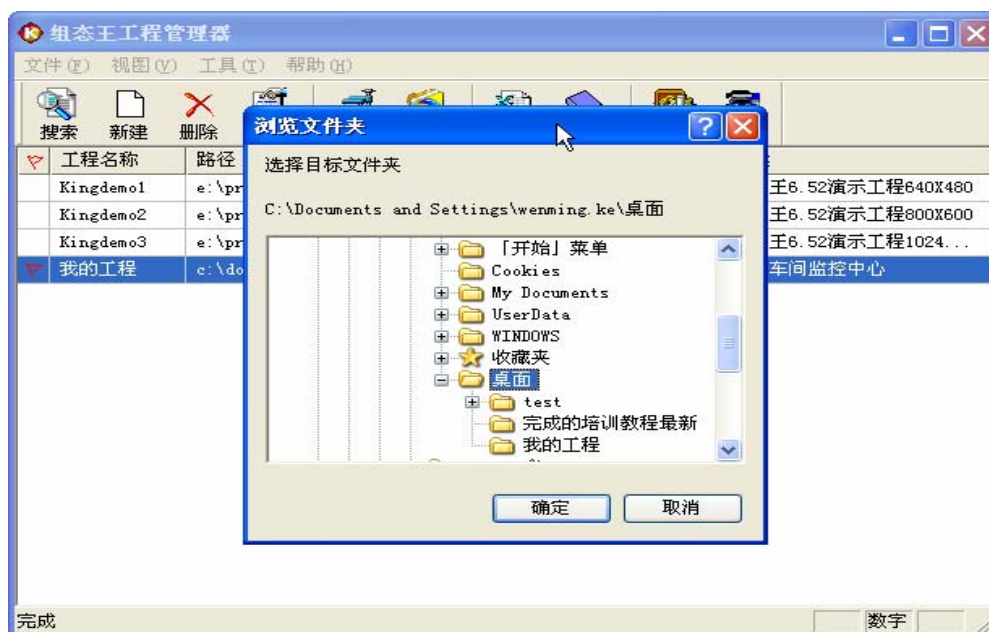 组态王工程管理器
文件(F) 视图(V) 工具(T) 帮助(H)
搜索 新建 删除
工程名称 路径
Kingdemo1 e:\pr 王6.52演示工程640X480
Kingdemo2 e:\pr 王6.52演示工程800X600
Kingdemo3 e:\pr 王6.52演示工程1024...
我的工程 c:\do 车间监控中心
浏览文件夹
选择目标文件夹
C:\Documents and Settings\wenming.ke\桌面
「开始」菜单
Cookies
My Documents
UserData
WINDOWS
收藏夹
桌面
test
完成的培训教程最新
我的工程
确定 取消
完成 数字